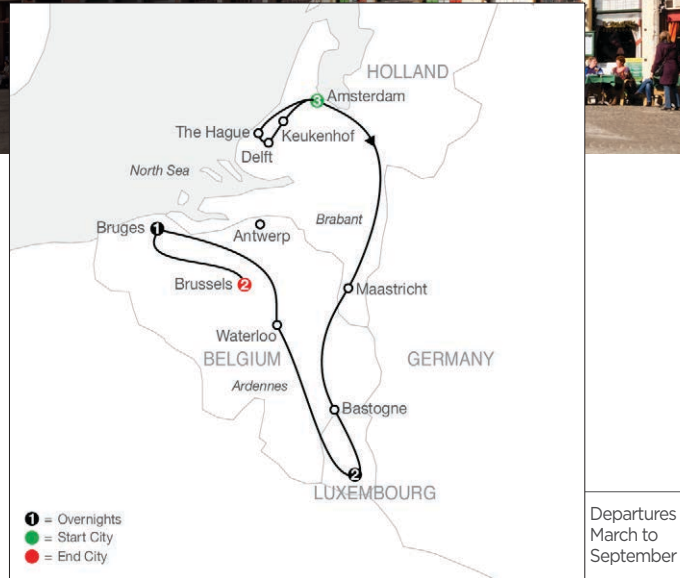 HOLLAND
3 Amsterdam
The Hague
Keukenhof
Delft
North Sea
Brabant
Bruges 1
Antwerp
Brussels 2
Maastricht
Waterloo
BELGIUM
GERMANY
Ardennes
Bastogne
2
LUXEMBOURG
1 = Overnights
= Start City
= End City
Departures
March to
September